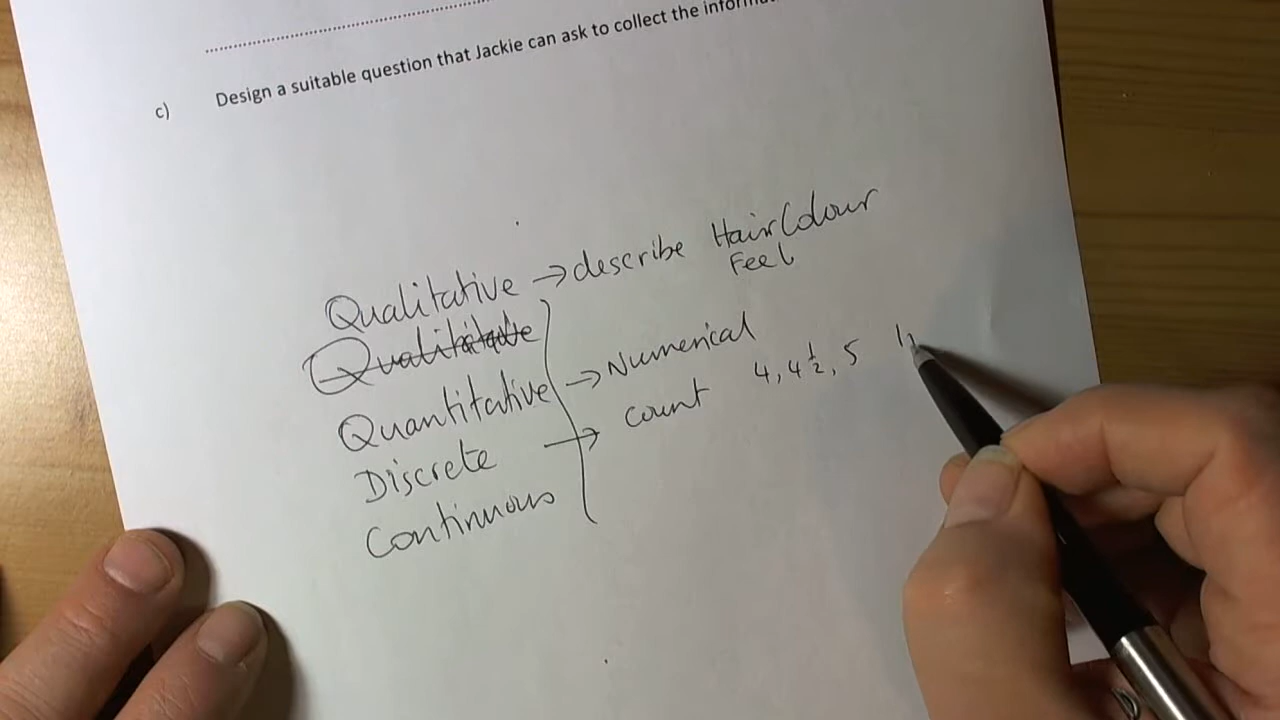 c) Design a suitable question that Jackie can ask to collect the
Qualitative → describe Hair Colour
Feel
Quantitative → Numerical
Discrete → count 4, 4½, 5
Continuous